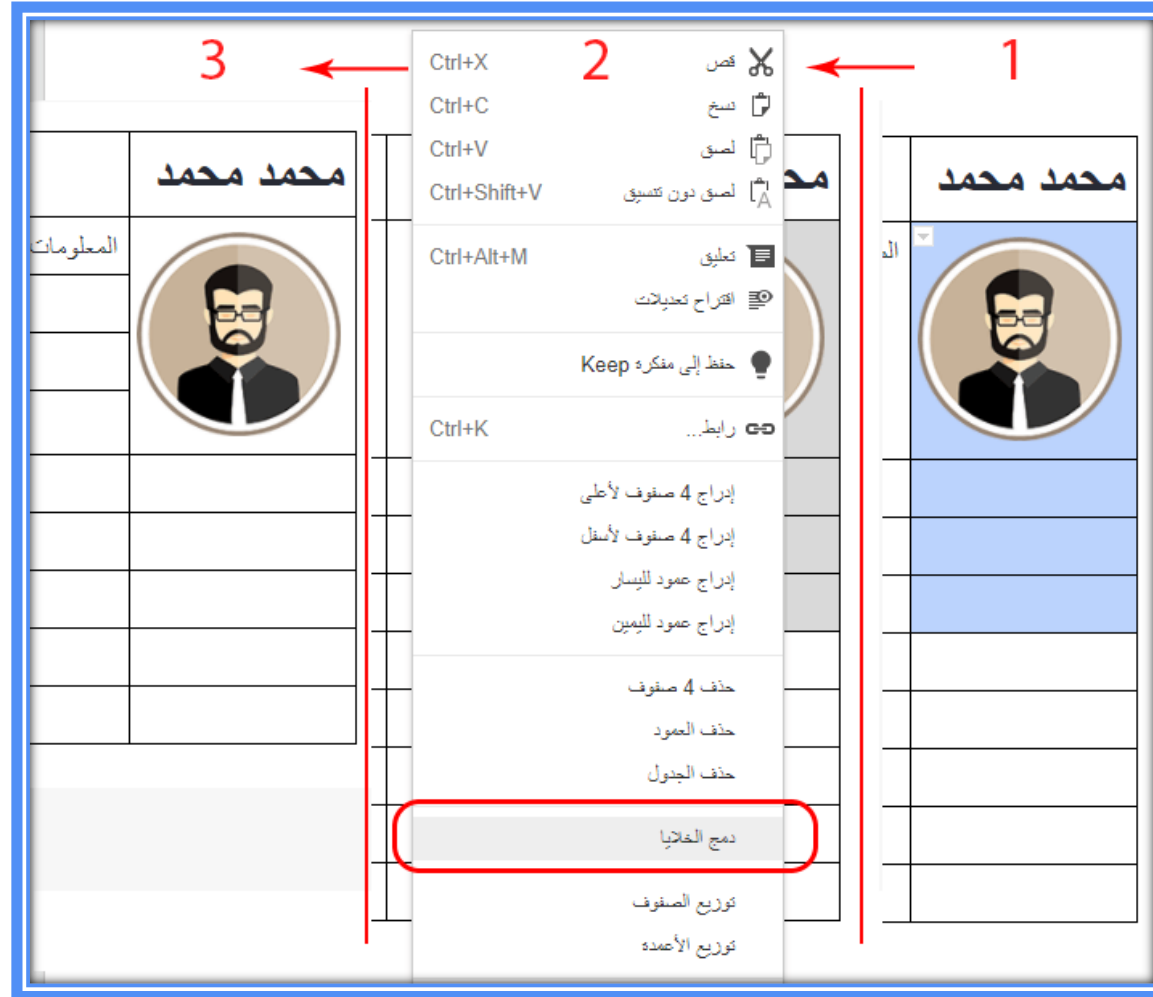 1
2
3
محمد محمد
الم
مح
قص Ctrl+X
نسخ Ctrl+C
لصق Ctrl+V
لصق دون تنسيق Ctrl+Shift+V
تعليق Ctrl+Alt+M
اقتراح تعديلات
حفظ إلى مفكرة Keep
رابط... Ctrl+K
إدراج 4 صفوف لأعلى
إدراج 4 صفوف لأسفل
إدراج عمود لليسار
إدراج عمود لليمين
حذف 4 صفوف
حذف العمود
حذف الجدول
دمج الخلايا
توزيع الصفوف
توزيع الأعمدة
محمد محمد
المعلومات